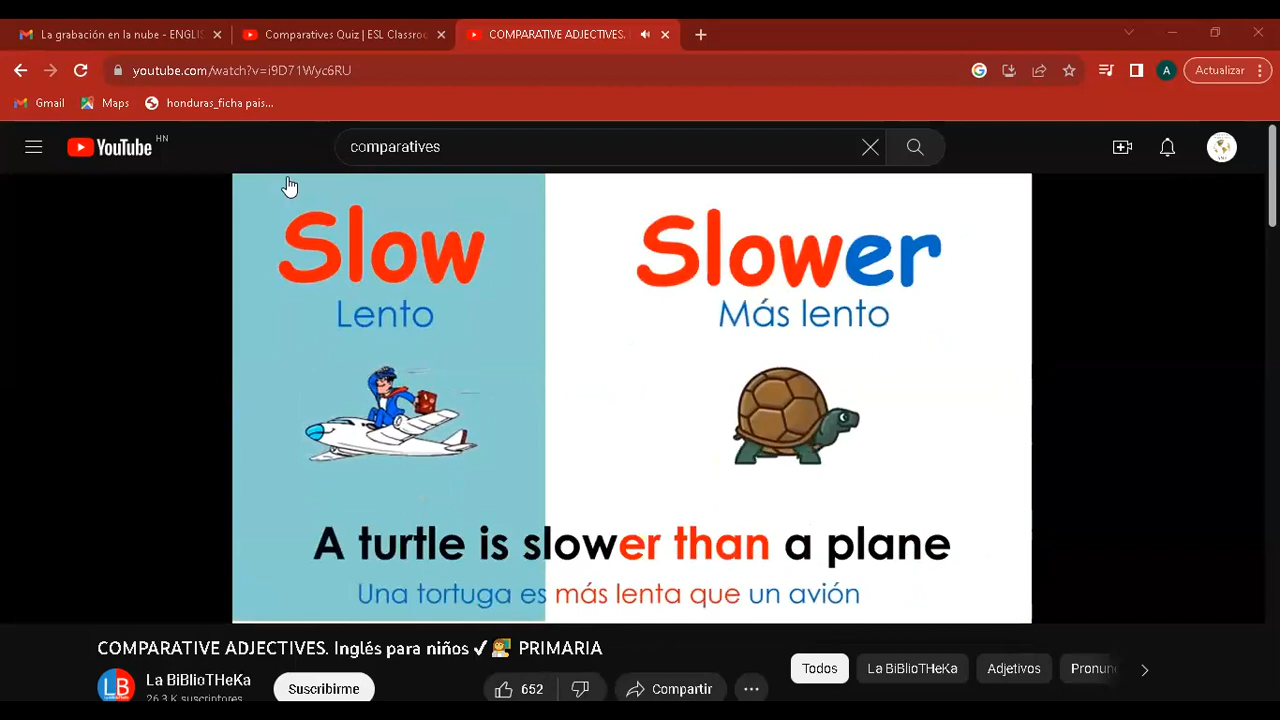 La grabación en la nube - ENGLIS
Comparatives Quiz | ESL Classroo
COMPARATIVE ADJECTIVES.
youtube.com/watch?v=i9D71Wyc6RU
A
Actualizar
Gmail
Maps
honduras_ficha pais...
YouTube
HN
comparatives
Slow
Slower
Lento
Más lento
A turtle is slower than a plane
Una tortuga es más lenta que un avión
COMPARATIVE ADJECTIVES. Inglés para niños ✔ PRIMARIA
LB
La BiBlioTHeKa
26.3 K suscriptores
Suscribirme
652
Compartir
Todos
La BiBlioTHeKa
Adjetivos
Pronun